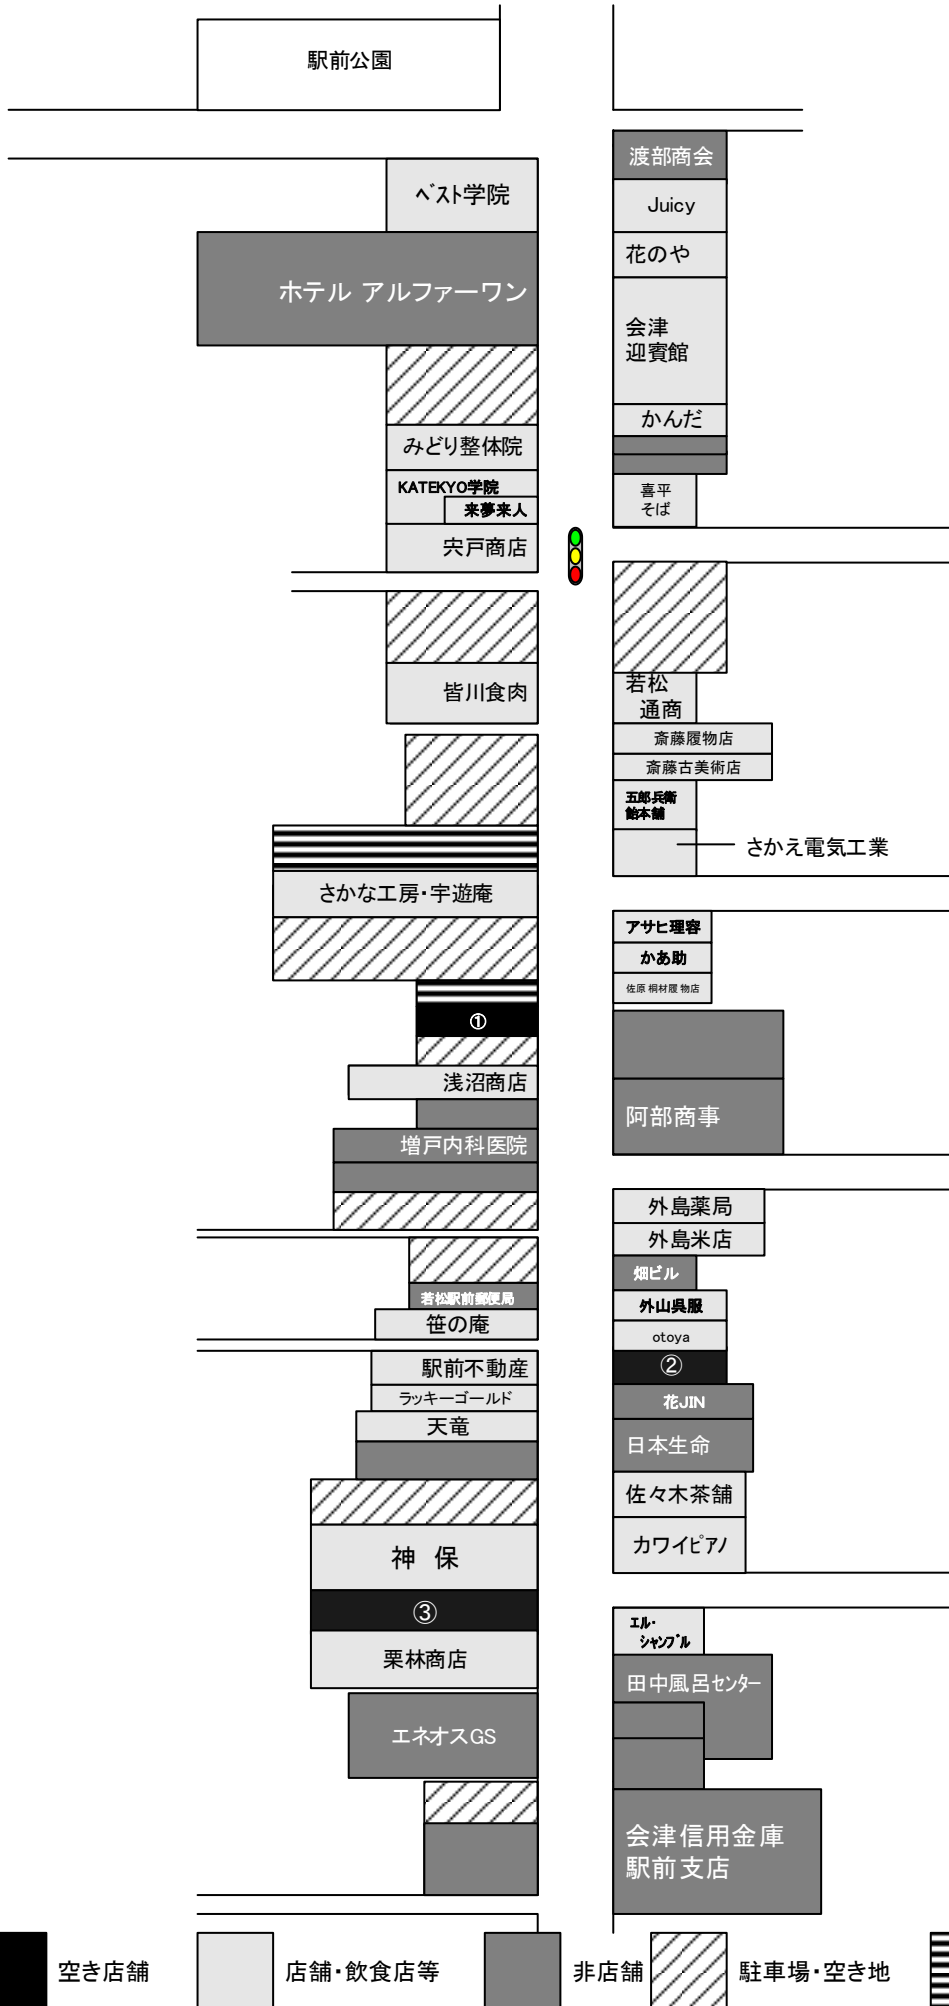 駅前公園
ベスト学院
ホテル アルファーワン
みどり整体院
KATEKYO学院
来夢来人
宍戸商店
皆川食肉
さかな工房・宇遊庵
①
浅沼商店
増戸内科医院
若松駅前郵便局
笹の庵
駅前不動産
ラッキーゴールド
天竜
神 保
③
栗林商店
エネオスGS
渡部商会
Juicy
花のや
会津
迎賓館
かんだ
喜平
そば
若松
通商
斎藤履物店
斎藤古美術店
五郎兵衛
飴本舗
さかえ電気工業
アサヒ理容
かあ助
佐原桐材履物店
阿部商事
外島薬局
外島米店
畑ビル
外山呉服
otoya
②
花JIN
日本生命
佐々木茶舗
カワイピアノ
エル・
シャンブル
田中風呂センター
会津信用金庫
駅前支店
空き店舗
店舗・飲食店等
非店舗
駐車場・空き地